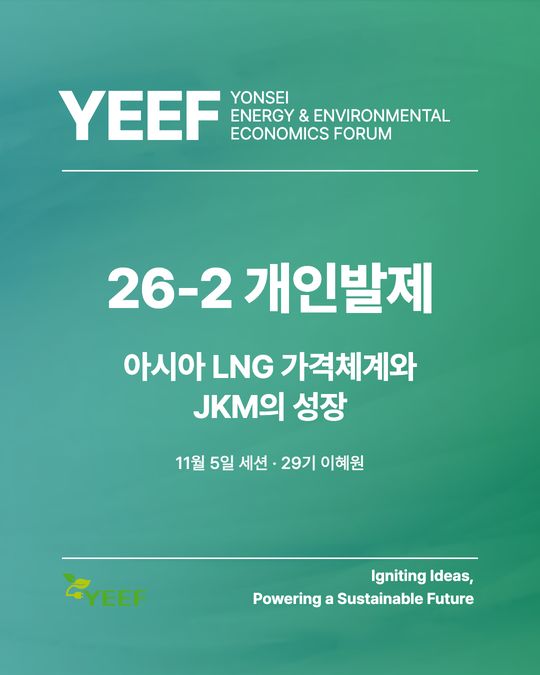 YEEF
YONSEI
ENERGY & ENVIRONMENTAL
ECONOMICS FORUM
26-2 개인발제
아시아 LNG 가격체계와
JKM의 성장
11월 5일 세션 · 29기 이혜원
YEEF
Igniting Ideas,
Powering a Sustainable Future